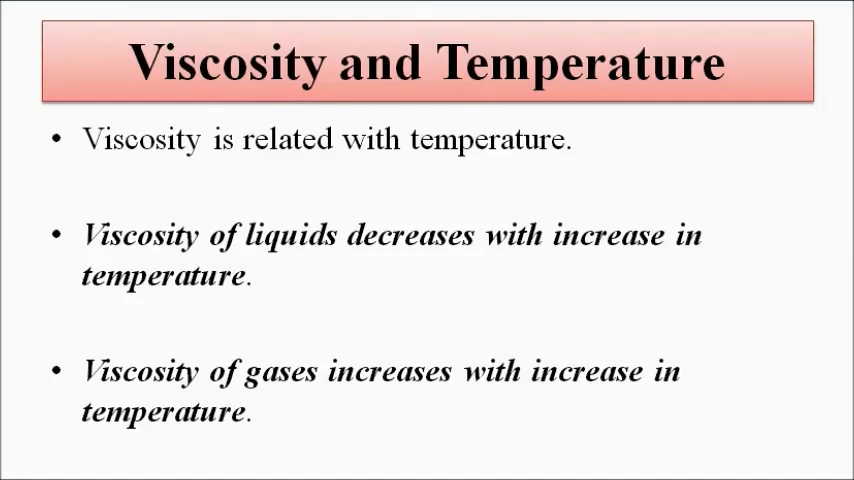 Viscosity and Temperature
• Viscosity is related with temperature.
• Viscosity of liquids decreases with increase in
temperature.
• Viscosity of gases increases with increase in
temperature.